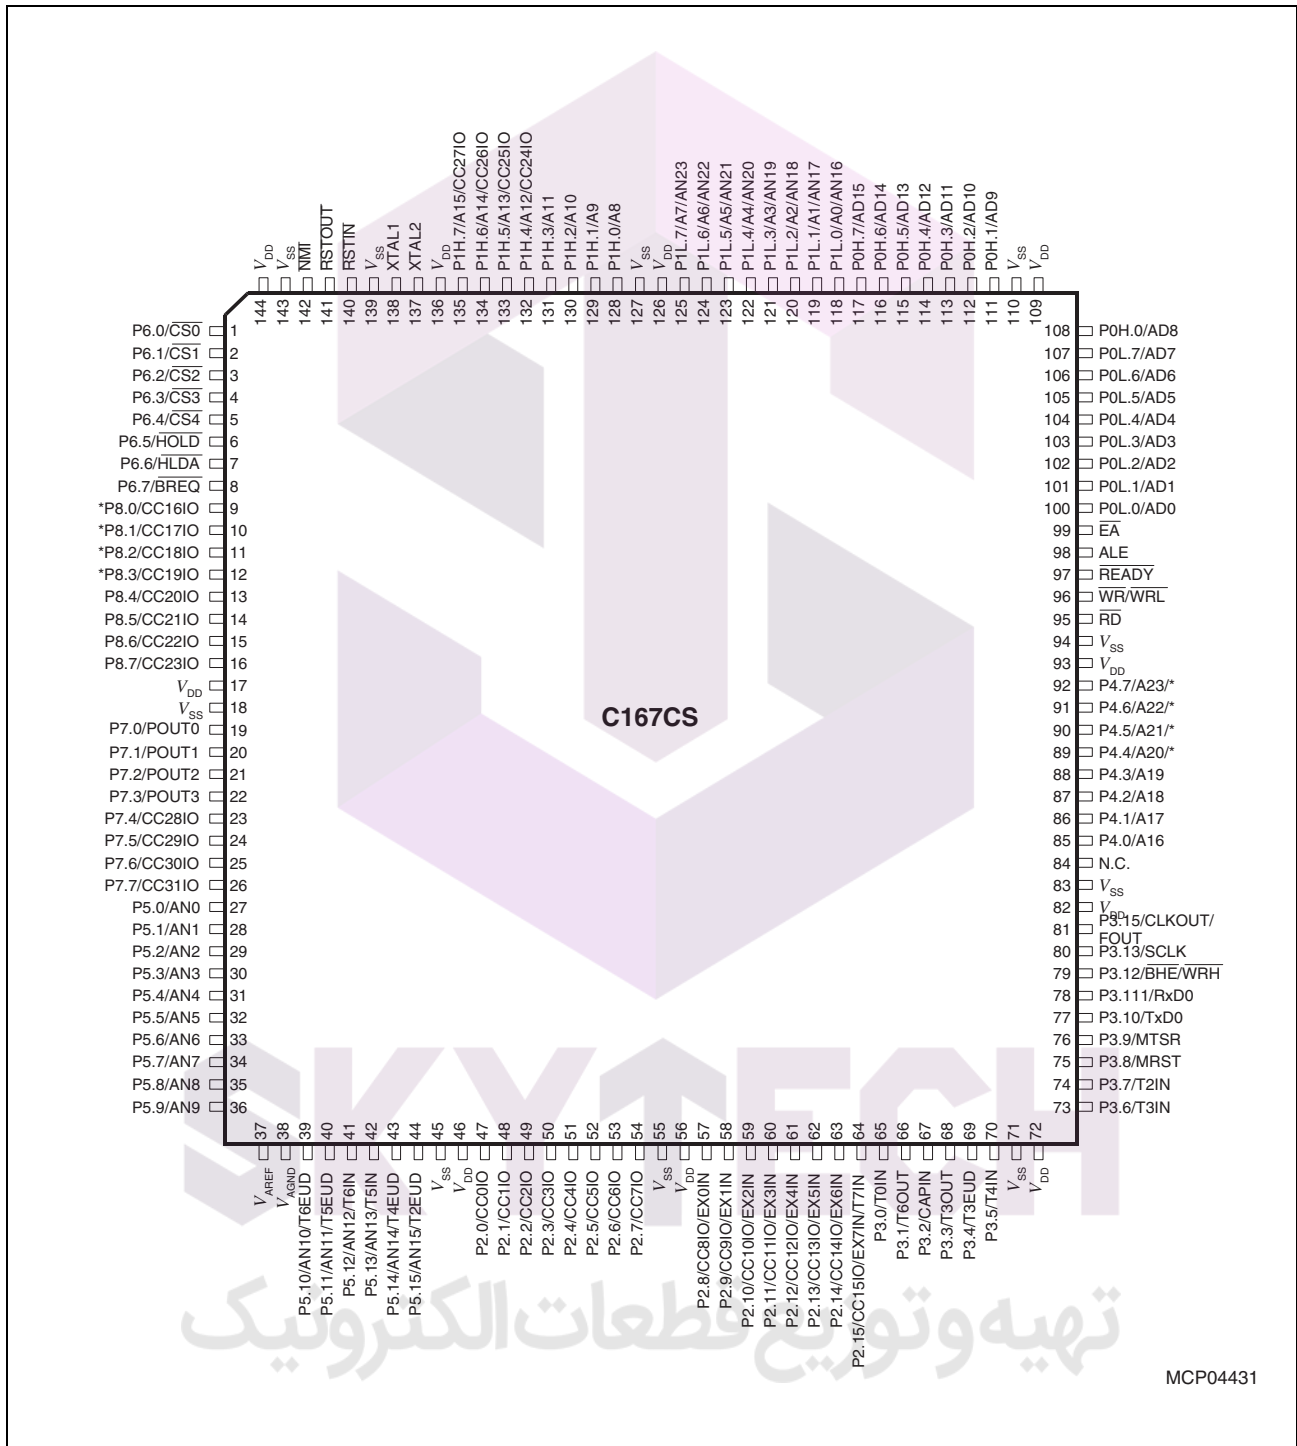 V_DD
V_SS
NMI
RSTOUT
RSTIN
V_SS
XTAL1
XTAL2
V_DD
P1H.7/A15/CC27IO
P1H.6/A14/CC26IO
P1H.5/A13/CC25IO
P1H.4/A12/CC24IO
P1H.3/A11
P1H.2/A10
P1H.1/A9
P1H.0/A8
V_SS
V_DD
P1L.7/A7/AN23
P1L.6/A6/AN22
P1L.5/A5/AN21
P1L.4/A4/AN20
P1L.3/A3/AN19
P1L.2/A2/AN18
P1L.1/A1/AN17
P1L.0/A0/AN16
P0H.7/AD15
P0H.6/AD14
P0H.5/AD13
P0H.4/AD12
P0H.3/AD11
P0H.2/AD10
P0H.1/AD9
V_SS
V_DD
144 143 142 141 140 139 138 137 136 135 134 133 132 131 130 129 128 127 126 125 124 123 122 121 120 119 118 117 116 115 114 113 112 111 110 109
P6.0/CS0 1
P6.1/CS1 2
P6.2/CS2 3
P6.3/CS3 4
P6.4/CS4 5
P6.5/HOLD 6
P6.6/HLDA 7
P6.7/BREQ 8
*P8.0/CC16IO 9
*P8.1/CC17IO 10
*P8.2/CC18IO 11
*P8.3/CC19IO 12
P8.4/CC20IO 13
P8.5/CC21IO 14
P8.6/CC22IO 15
P8.7/CC23IO 16
V_DD 17
V_SS 18
P7.0/POUT0 19
P7.1/POUT1 20
P7.2/POUT2 21
P7.3/POUT3 22
P7.4/CC28IO 23
P7.5/CC29IO 24
P7.6/CC30IO 25
P7.7/CC31IO 26
P5.0/AN0 27
P5.1/AN1 28
P5.2/AN2 29
P5.3/AN3 30
P5.4/AN4 31
P5.5/AN5 32
P5.6/AN6 33
P5.7/AN7 34
P5.8/AN8 35
P5.9/AN9 36
C167CS
108 P0H.0/AD8
107 P0L.7/AD7
106 P0L.6/AD6
105 P0L.5/AD5
104 P0L.4/AD4
103 P0L.3/AD3
102 P0L.2/AD2
101 P0L.1/AD1
100 P0L.0/AD0
99 EA
98 ALE
97 READY
96 WR/WRL
95 RD
94 V_SS
93 V_DD
92 P4.7/A23/*
91 P4.6/A22/*
90 P4.5/A21/*
89 P4.4/A20/*
88 P4.3/A19
87 P4.2/A18
86 P4.1/A17
85 P4.0/A16
84 N.C.
83 V_SS
82 V_DD
81 P3.15/CLKOUT/
FOUT
80 P3.13/SCLK
79 P3.12/BHE/WRH
78 P3.111/RxD0
77 P3.10/TxD0
76 P3.9/MTSR
75 P3.8/MRST
74 P3.7/T2IN
73 P3.6/T3IN
37 38 39 40 41 42 43 44 45 46 47 48 49 50 51 52 53 54 55 56 57 58 59 60 61 62 63 64 65 66 67 68 69 70 71 72
V_AREF
V_AGND
P5.10/AN10/T6EUD
P5.11/AN11/T5EUD
P5.12/AN12/T6IN
P5.13/AN13/T5IN
P5.14/AN14/T4EUD
P5.15/AN15/T2EUD
V_SS
V_DD
P2.0/CC0IO
P2.1/CC1IO
P2.2/CC2IO
P2.3/CC3IO
P2.4/CC4IO
P2.5/CC5IO
P2.6/CC6IO
P2.7/CC7IO
V_SS
V_DD
P2.8/CC8IO/EX0IN
P2.9/CC9IO/EX1IN
P2.10/CC10IO/EX2IN
P2.11/CC11IO/EX3IN
P2.12/CC12IO/EX4IN
P2.13/CC13IO/EX5IN
P2.14/CC14IO/EX6IN
P2.15/CC15IO/EX7IN/T7IN
P3.0/T0IN
P3.1/T6OUT
P3.2/CAPIN
P3.3/T3OUT
P3.4/T3EUD
P3.5/T4IN
V_SS
V_DD
SKYTECH
تهیه و توزیع قطعات الکترونیک
MCP04431